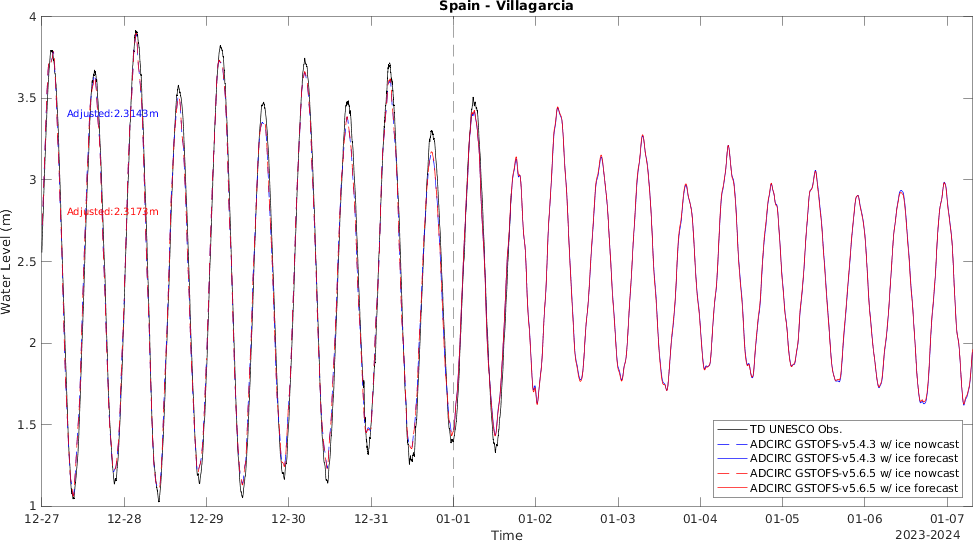 Spain - Villagarcia
Water Level (m)
4
3.5
3
2.5
2
1.5
1
Adjusted:2.3143m
Adjusted:2.3173m
TD UNESCO Obs.
ADCIRC GSTOFS-v5.4.3 w/ ice nowcast
ADCIRC GSTOFS-v5.4.3 w/ ice forecast
ADCIRC GSTOFS-v5.6.5 w/ ice nowcast
ADCIRC GSTOFS-v5.6.5 w/ ice forecast
12-27 12-28 12-29 12-30 12-31 01-01 01-02 01-03 01-04 01-05 01-06 01-07
Time
2023-2024